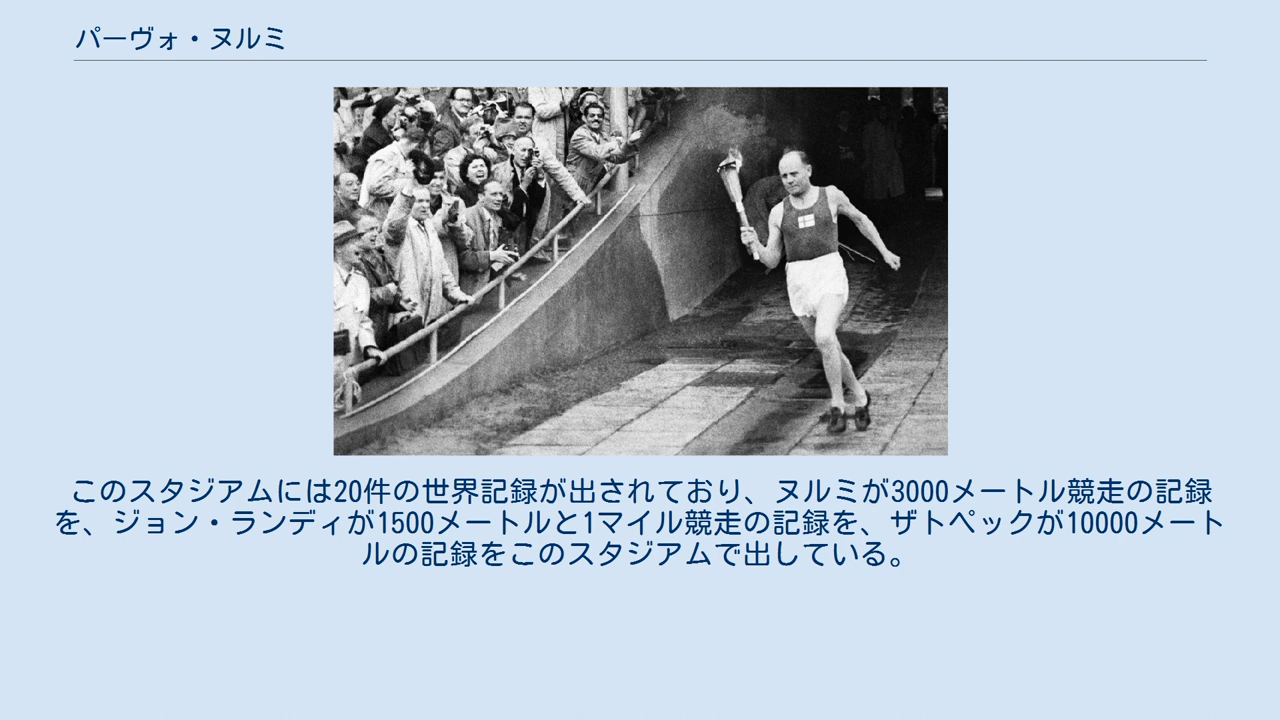 パーヴォ・ヌルミ
このスタジアムには20件の世界記録が出されており、ヌルミが3000メートル競走の記録
を、ジョン・ランディが1500メートルと1マイル競走の記録を、ザトペックが10000メート
ルの記録をこのスタジアムで出している。